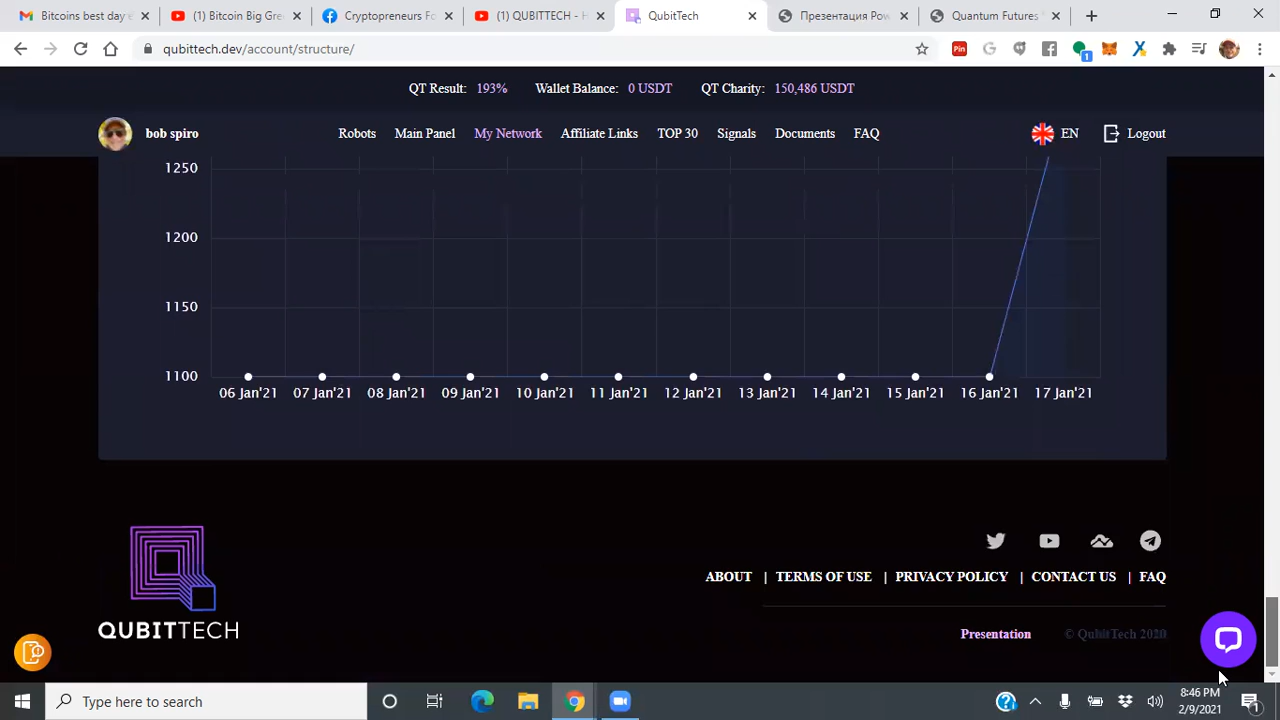 Bitcoins best day e
(1) Bitcoin Big Gre
Cryptopreneurs Fo
(1) QUBITTECH - H
QubitTech
Презентация Pow
Quantum Futures
qubittech.dev/account/structure/
Pin
1
QT Result: 193% Wallet Balance: 0 USDT QT Charity: 150,486 USDT
bob spiro Robots Main Panel My Network Affiliate Links TOP 30 Signals Documents FAQ EN Logout
1250
1200
1150
1100
06 Jan'21 07 Jan'21 08 Jan'21 09 Jan'21 10 Jan'21 11 Jan'21 12 Jan'21 13 Jan'21 14 Jan'21 15 Jan'21 16 Jan'21 17 Jan'21
QUBITTECH
ABOUT | TERMS OF USE | PRIVACY POLICY | CONTACT US | FAQ
Presentation © QubitTech 2020
Type here to search
8:46 PM
2/9/2021
1